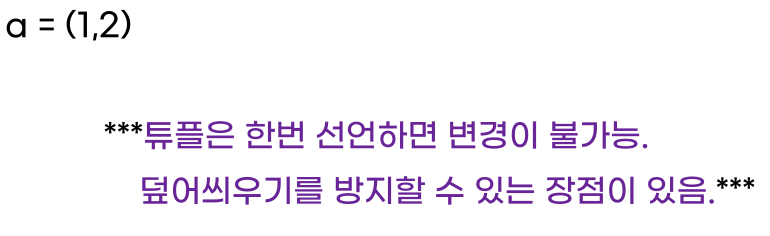 a = (1,2)
***튜플은 한번 선언하면 변경이 불가능.
덮어씌우기를 방지할 수 있는 장점이 있음.***